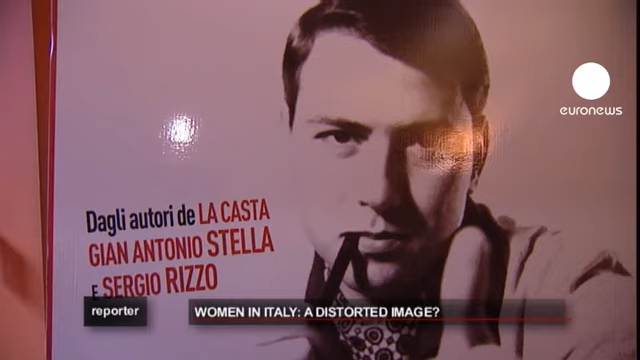 euronews
Dagli autori de LA CASTA
GIAN ANTONIO STELLA
E SERGIO RIZZO
reporter
WOMEN IN ITALY: A DISTORTED IMAGE?